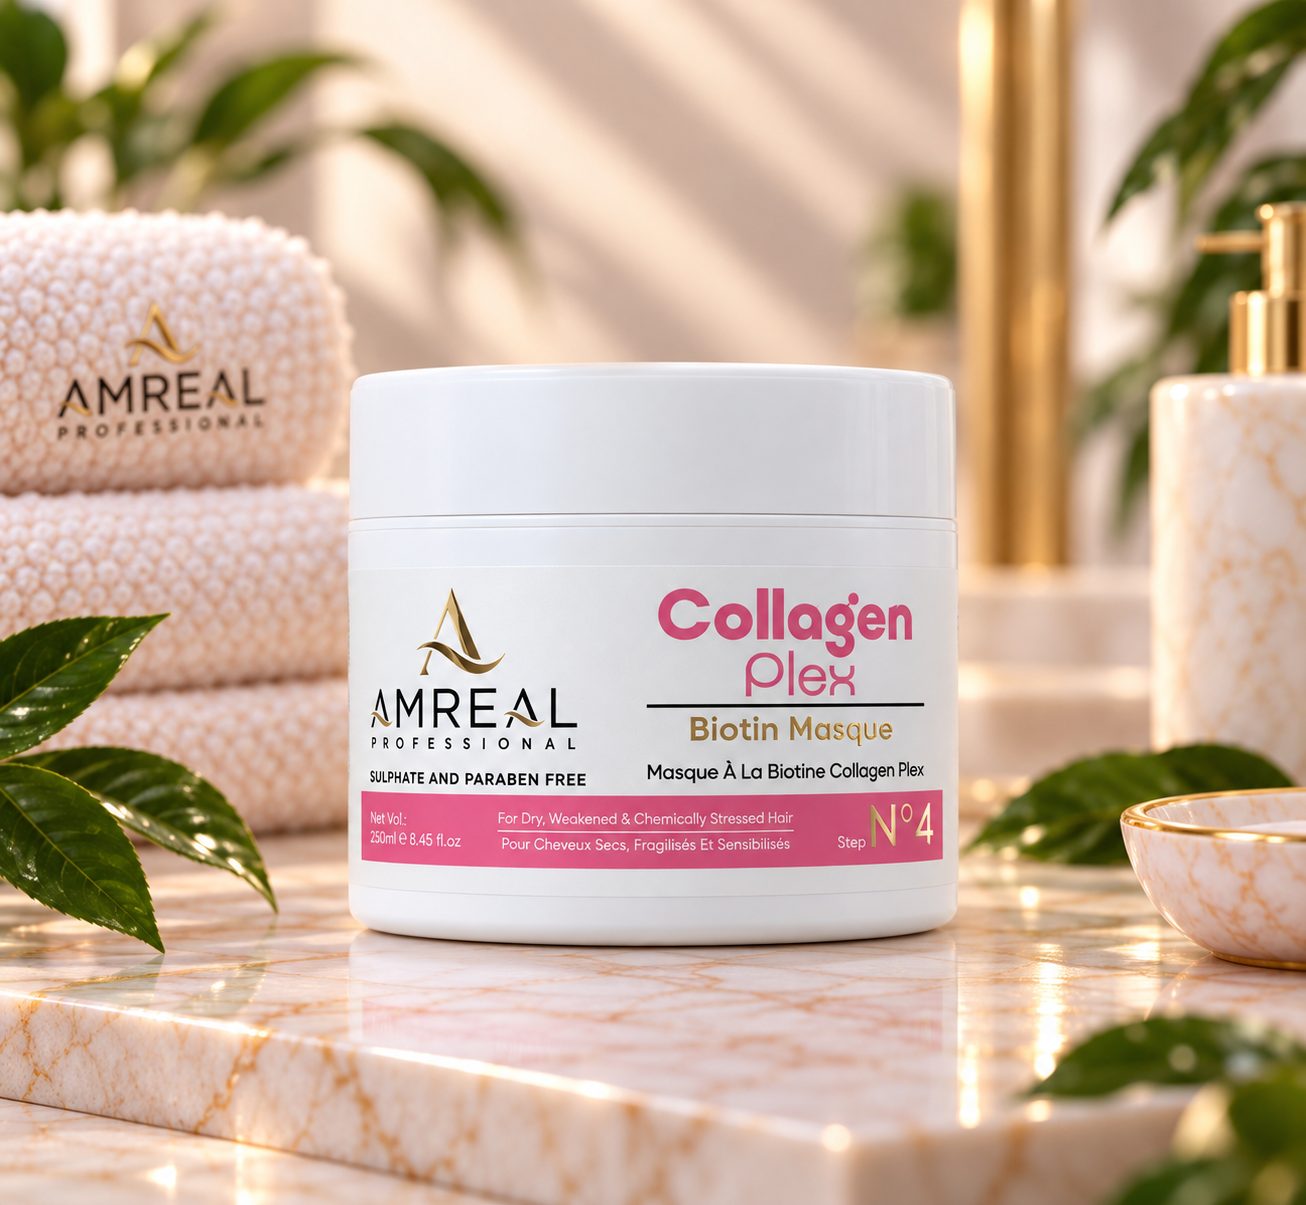 AMREAL
PROFESSIONAL
AMREAL
PROFESSIONAL
SULPHATE AND PARABEN FREE
Collagen
Plex
Biotin Masque
Masque À La Biotine Collagen Plex
Net Vol.:
250ml ℮ 8.45 fl.oz
For Dry, Weakened & Chemically Stressed Hair
Pour Cheveux Secs, Fragilisés Et Sensibilisés
Step N°4